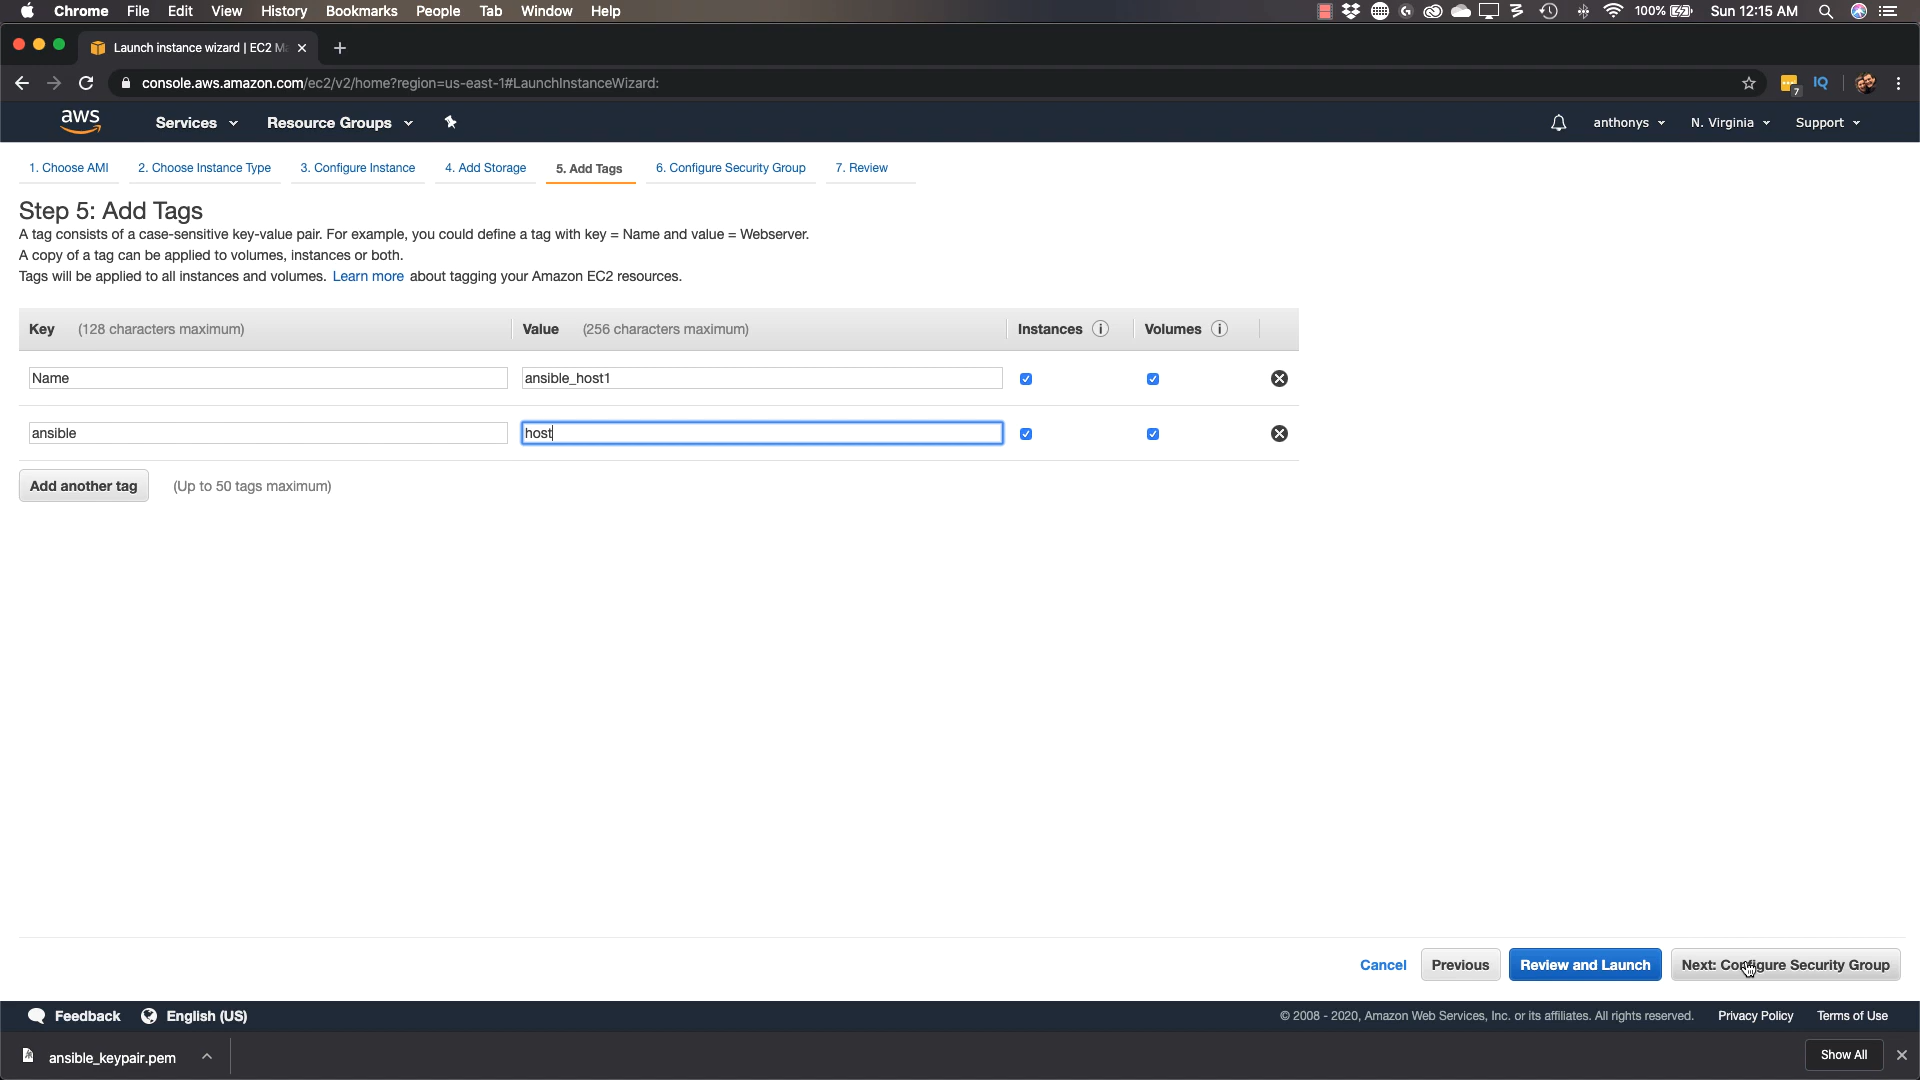 Chrome File Edit View History Bookmarks People Tab Window Help 100% Sun 12:15 AM
Launch instance wizard | EC2 M
console.aws.amazon.com/ec2/v2/home?region=us-east-1#LaunchInstanceWizard: 7 IQ
aws Services Resource Groups anthonys N. Virginia Support
1. Choose AMI 2. Choose Instance Type 3. Configure Instance 4. Add Storage 5. Add Tags 6. Configure Security Group 7. Review
Step 5: Add Tags
A tag consists of a case-sensitive key-value pair. For example, you could define a tag with key = Name and value = Webserver.
A copy of a tag can be applied to volumes, instances or both.
Tags will be applied to all instances and volumes. Learn more about tagging your Amazon EC2 resources.
Key (128 characters maximum) Value (256 characters maximum) Instances i Volumes i
Name ansible_host1
ansible host
Add another tag (Up to 50 tags maximum)
Cancel Previous Review and Launch Next: Configure Security Group
Feedback English (US) © 2008 - 2020, Amazon Web Services, Inc. or its affiliates. All rights reserved. Privacy Policy Terms of Use
ansible_keypair.pem Show All